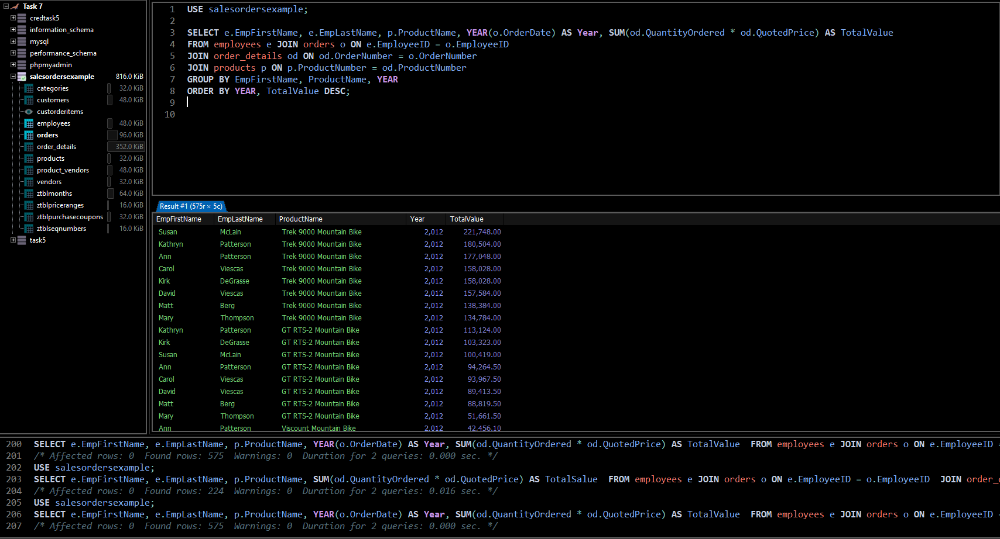 Task 7
credtask5
information_schema
mysql
performance_schema
phpmyadmin
salesordersexample 816.0 KiB
categories 32.0 KiB
customers 48.0 KiB
custorderitems
employees 48.0 KiB
orders 96.0 KiB
order_details 352.0 KiB
products 32.0 KiB
product_vendors 48.0 KiB
vendors 32.0 KiB
ztblmonths 64.0 KiB
ztblpriceranges 16.0 KiB
ztblpurchasecoupons 32.0 KiB
ztblseqnumbers 16.0 KiB
task5
1 USE salesordersexample;
2
3 SELECT e.EmpFirstName, e.EmpLastName, p.ProductName, YEAR(o.OrderDate) AS Year, SUM(od.QuantityOrdered * od.QuotedPrice) AS TotalValue
4 FROM employees e JOIN orders o ON e.EmployeeID = o.EmployeeID
5 JOIN order_details od ON od.OrderNumber = o.OrderNumber
6 JOIN products p ON p.ProductNumber = od.ProductNumber
7 GROUP BY EmpFirstName, ProductName, YEAR
8 ORDER BY YEAR, TotalValue DESC;
9
10
Result #1 (575r × 5c)
EmpFirstName EmpLastName ProductName Year TotalValue
Susan McLain Trek 9000 Mountain Bike 2,012 221,748.00
Kathryn Patterson Trek 9000 Mountain Bike 2,012 180,504.00
Ann Patterson Trek 9000 Mountain Bike 2,012 177,048.00
Carol Viescas Trek 9000 Mountain Bike 2,012 158,028.00
Kirk DeGrasse Trek 9000 Mountain Bike 2,012 158,028.00
David Viescas Trek 9000 Mountain Bike 2,012 157,584.00
Matt Berg Trek 9000 Mountain Bike 2,012 138,384.00
Mary Thompson Trek 9000 Mountain Bike 2,012 134,784.00
Kathryn Patterson GT RTS-2 Mountain Bike 2,012 113,124.00
Kirk DeGrasse GT RTS-2 Mountain Bike 2,012 103,323.00
Susan McLain GT RTS-2 Mountain Bike 2,012 100,419.00
Ann Patterson GT RTS-2 Mountain Bike 2,012 94,264.50
Carol Viescas GT RTS-2 Mountain Bike 2,012 93,967.50
David Viescas GT RTS-2 Mountain Bike 2,012 89,413.50
Matt Berg GT RTS-2 Mountain Bike 2,012 88,819.50
Mary Thompson GT RTS-2 Mountain Bike 2,012 51,661.50
Ann Patterson Viscount Mountain Bike 2,012 42,456.10
200 SELECT e.EmpFirstName, e.EmpLastName, p.ProductName, YEAR(o.OrderDate) AS Year, SUM(od.QuantityOrdered * od.QuotedPrice) AS TotalValue FROM employees e JOIN orders o ON e.EmployeeID =
201 /* Affected rows: 0 Found rows: 575 Warnings: 0 Duration for 2 queries: 0.000 sec. */
202 USE salesordersexample;
203 SELECT e.EmpFirstName, e.EmpLastName, p.ProductName, SUM(od.QuantityOrdered * od.QuotedPrice) AS TotalSalue FROM employees e JOIN orders o ON e.EmployeeID = o.EmployeeID JOIN order_
204 /* Affected rows: 0 Found rows: 224 Warnings: 0 Duration for 2 queries: 0.016 sec. */
205 USE salesordersexample;
206 SELECT e.EmpFirstName, e.EmpLastName, p.ProductName, YEAR(o.OrderDate) AS Year, SUM(od.QuantityOrdered * od.QuotedPrice) AS TotalValue FROM employees e JOIN orders o ON e.EmployeeID =
207 /* Affected rows: 0 Found rows: 575 Warnings: 0 Duration for 2 queries: 0.000 sec. */